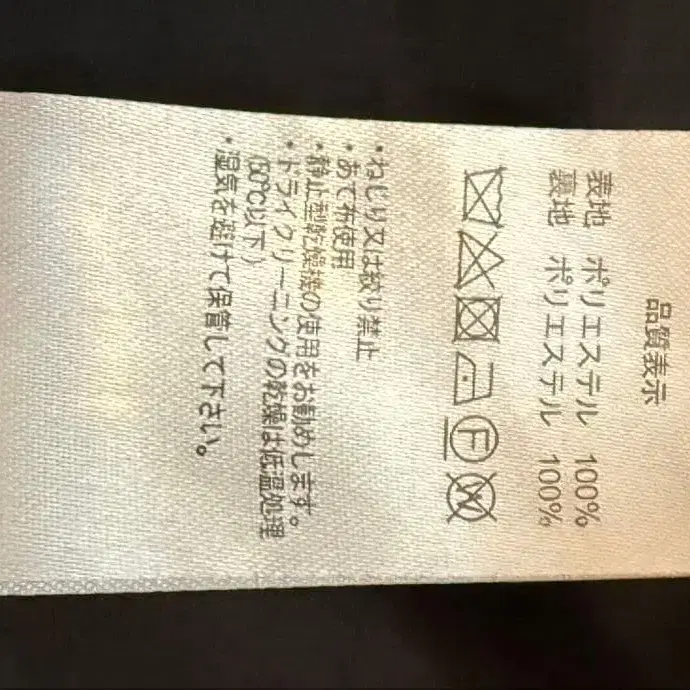 品質表示
表地 ポリエステル 100%
裏地 ポリエステル 100%
F
W
・ねじり又は絞り禁止
・あて布使用
・静止型乾燥機の使用をお勧めします。
・ドライクリーニングの乾燥は低温処理
(60℃以下)
・湿気を避けて保管して下さい。